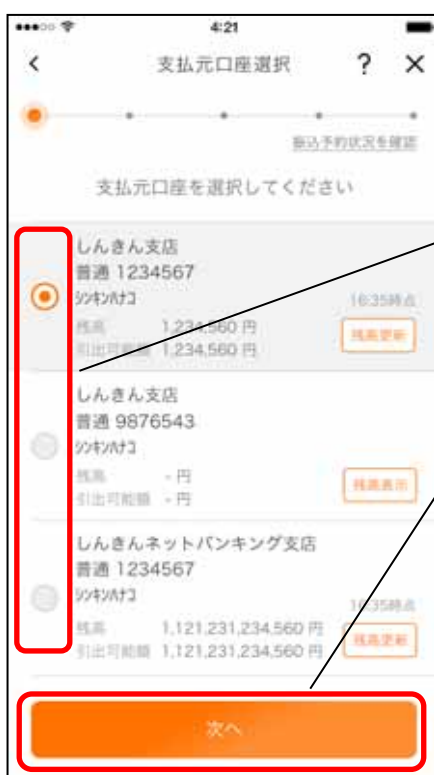 4:21
支払元口座選択 ?
振込予約状況を確認
支払元口座を選択してください
しんきん支店
普通 1234567
ｼﾝｷﾝﾊﾅｺ
16:35時点
残高 1,234,560 円
残高更新
引出可能額 1,234,560 円
しんきん支店
普通 9876543
ｼﾝｷﾝﾊﾅｺ
残高 - 円
残高表示
引出可能額 - 円
しんきんネットバンキング支店
普通 1234567
ｼﾝｷﾝﾊﾅｺ
16:35時点
残高 1,121,231,234,560 円
残高更新
引出可能額 1,121,231,234,560 円
次へ